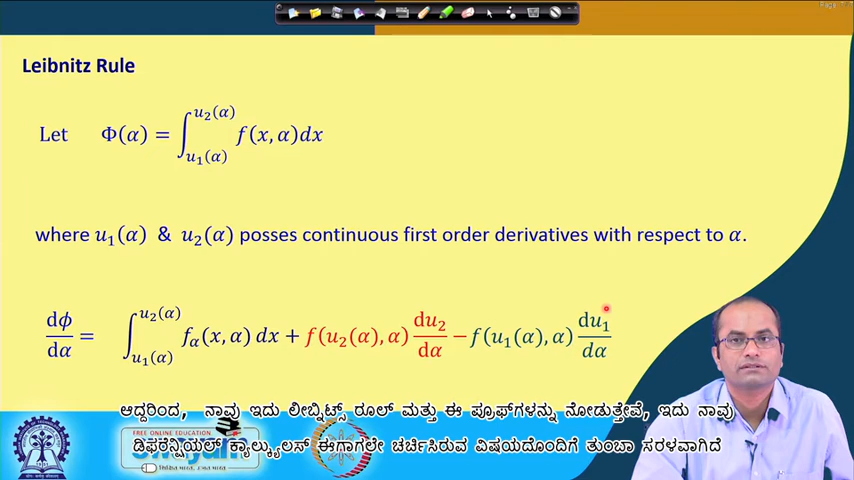 Leibnitz Rule
Let Φ(α) = ∫_{u₁(α)}^{u₂(α)} f(x, α)dx
where u₁(α) & u₂(α) posses continuous first order derivatives with respect to α.
dϕ/dα = ∫_{u₁(α)}^{u₂(α)} f_α(x, α) dx + f(u₂(α), α) du₂/dα − f(u₁(α), α) du₁/dα
ಆದ್ದರಿಂದ, ನಾವು ಇದು ಲೀಬ್ನಿಟ್ಸ್ ರೂಲ್ ಮತ್ತು ಈ ಪ್ರೂಫ್‌ಗಳನ್ನು ನೋಡುತ್ತೇವೆ, ಇದು ನಾವು
ಡಿಫರೆನ್ಷಿಯಲ್ ಕ್ಯಾಲ್ಕ್ಯುಲಸ್ ಈಗಾಗಲೇ ಚರ್ಚಿಸಿರುವ ವಿಷಯದೊಂದಿಗೆ ತುಂಬಾ ಸರಳವಾಗಿದೆ
FREE ONLINE EDUCATION